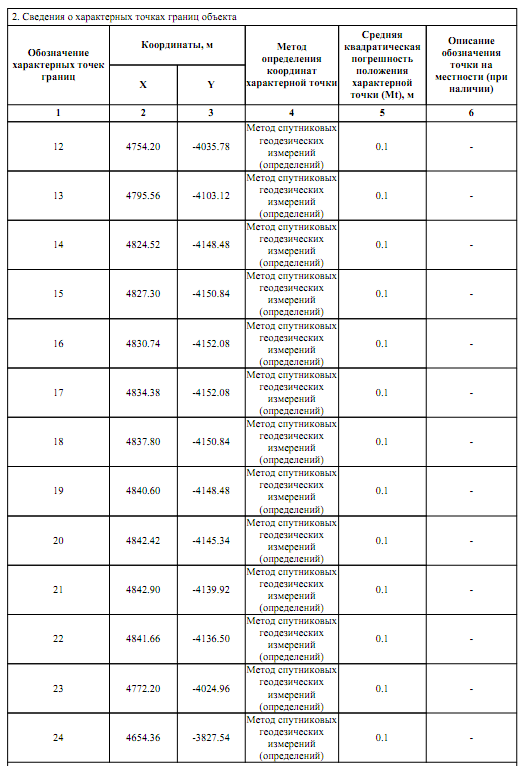 2. Сведения о характерных точках границ объекта
Обозначение характерных точек границ | Координаты, м | Метод определения координат характерной точки | Средняя квадратическая погрешность положения характерной точки (Mt), м | Описание обозначения точки на местности (при наличии)
X | Y
1 | 2 | 3 | 4 | 5 | 6
12 | 4754.20 | -4035.78 | Метод спутниковых геодезических измерений (определений) | 0.1 | -
13 | 4795.56 | -4103.12 | Метод спутниковых геодезических измерений (определений) | 0.1 | -
14 | 4824.52 | -4148.48 | Метод спутниковых геодезических измерений (определений) | 0.1 | -
15 | 4827.30 | -4150.84 | Метод спутниковых геодезических измерений (определений) | 0.1 | -
16 | 4830.74 | -4152.08 | Метод спутниковых геодезических измерений (определений) | 0.1 | -
17 | 4834.38 | -4152.08 | Метод спутниковых геодезических измерений (определений) | 0.1 | -
18 | 4837.80 | -4150.84 | Метод спутниковых геодезических измерений (определений) | 0.1 | -
19 | 4840.60 | -4148.48 | Метод спутниковых геодезических измерений (определений) | 0.1 | -
20 | 4842.42 | -4145.34 | Метод спутниковых геодезических измерений (определений) | 0.1 | -
21 | 4842.90 | -4139.92 | Метод спутниковых геодезических измерений (определений) | 0.1 | -
22 | 4841.66 | -4136.50 | Метод спутниковых геодезических измерений (определений) | 0.1 | -
23 | 4772.20 | -4024.96 | Метод спутниковых геодезических измерений (определений) | 0.1 | -
24 | 4654.36 | -3827.54 | Метод спутниковых геодезических измерений (определений) | 0.1 | -